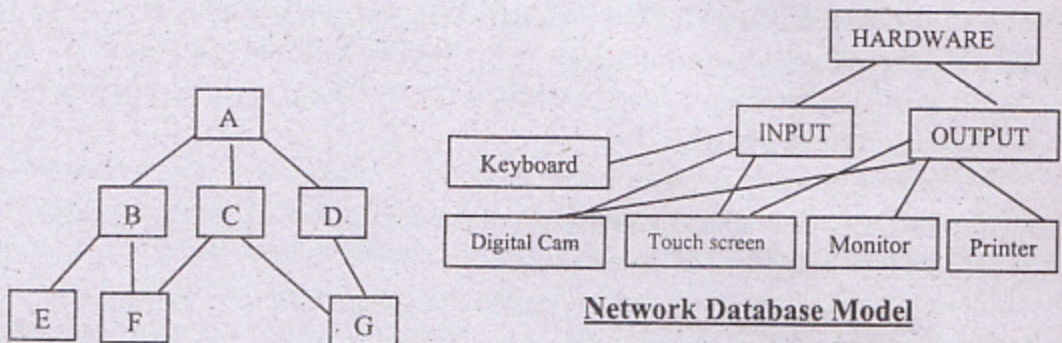 HARDWARE
A
INPUT
OUTPUT
Keyboard
B
C
D
Digital Cam
Touch screen
Monitor
Printer
E
F
G
Network Database Model